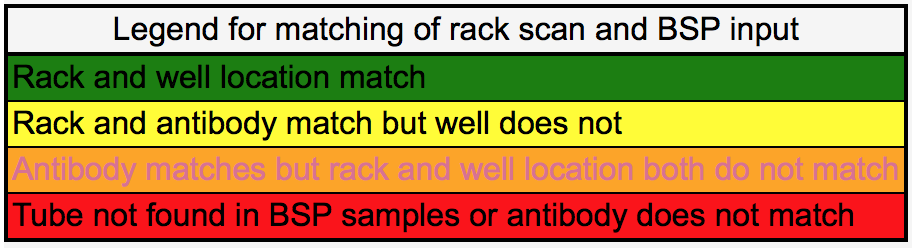 Legend for matching of rack scan and BSP input
Rack and well location match
Rack and antibody match but well does not
Antibody matches but rack and well location both do not match
Tube not found in BSP samples or antibody does not match